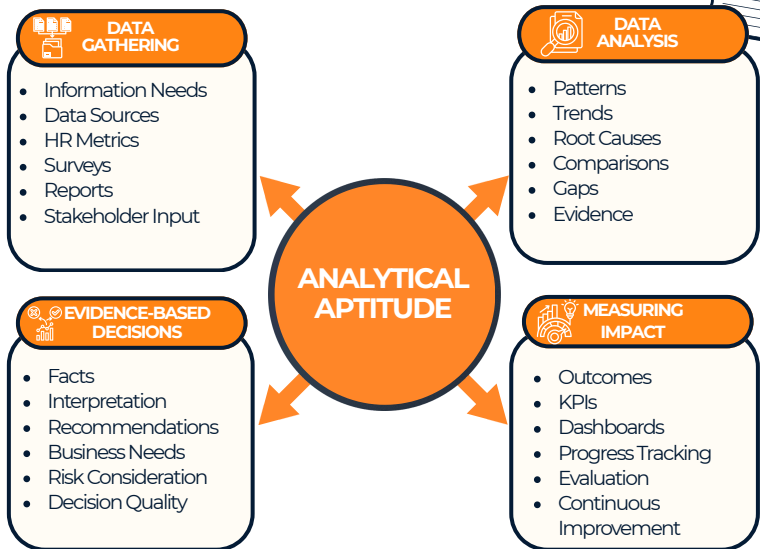 DATA
GATHERING
Information Needs
Data Sources
HR Metrics
Surveys
Reports
Stakeholder Input
DATA
ANALYSIS
Patterns
Trends
Root Causes
Comparisons
Gaps
Evidence
ANALYTICAL
APTITUDE
EVIDENCE-BASED
DECISIONS
Facts
Interpretation
Recommendations
Business Needs
Risk Consideration
Decision Quality
MEASURING
IMPACT
Outcomes
KPIs
Dashboards
Progress Tracking
Evaluation
Continuous
Improvement